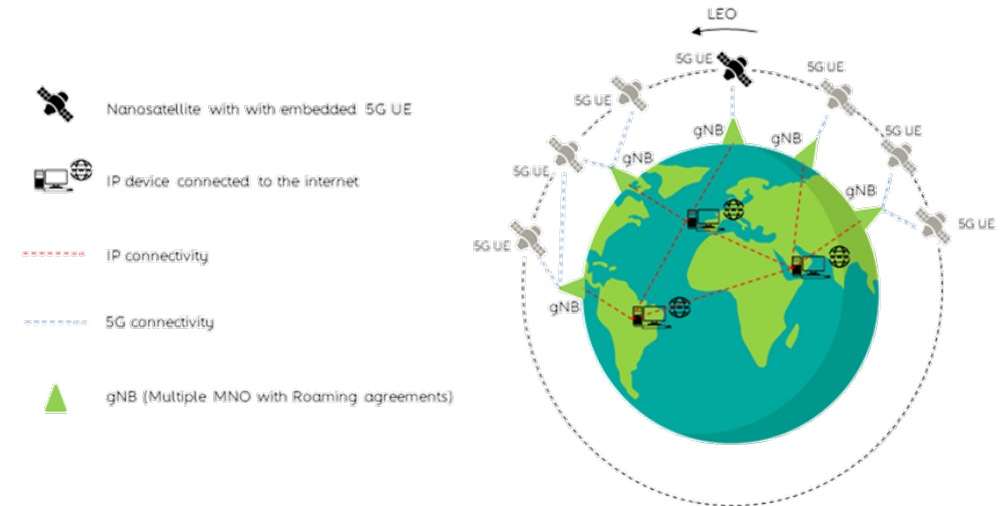 Nanosatellite with with embedded 5G UE
IP device connected to the internet
IP connectivity
5G connectivity
gNB (Multiple MNO with Roaming agreements)
LEO
5G UE
5G UE
5G UE
5G UE
5G UE
5G UE
5G UE
gNB
gNB
gNB
gNB
gNB